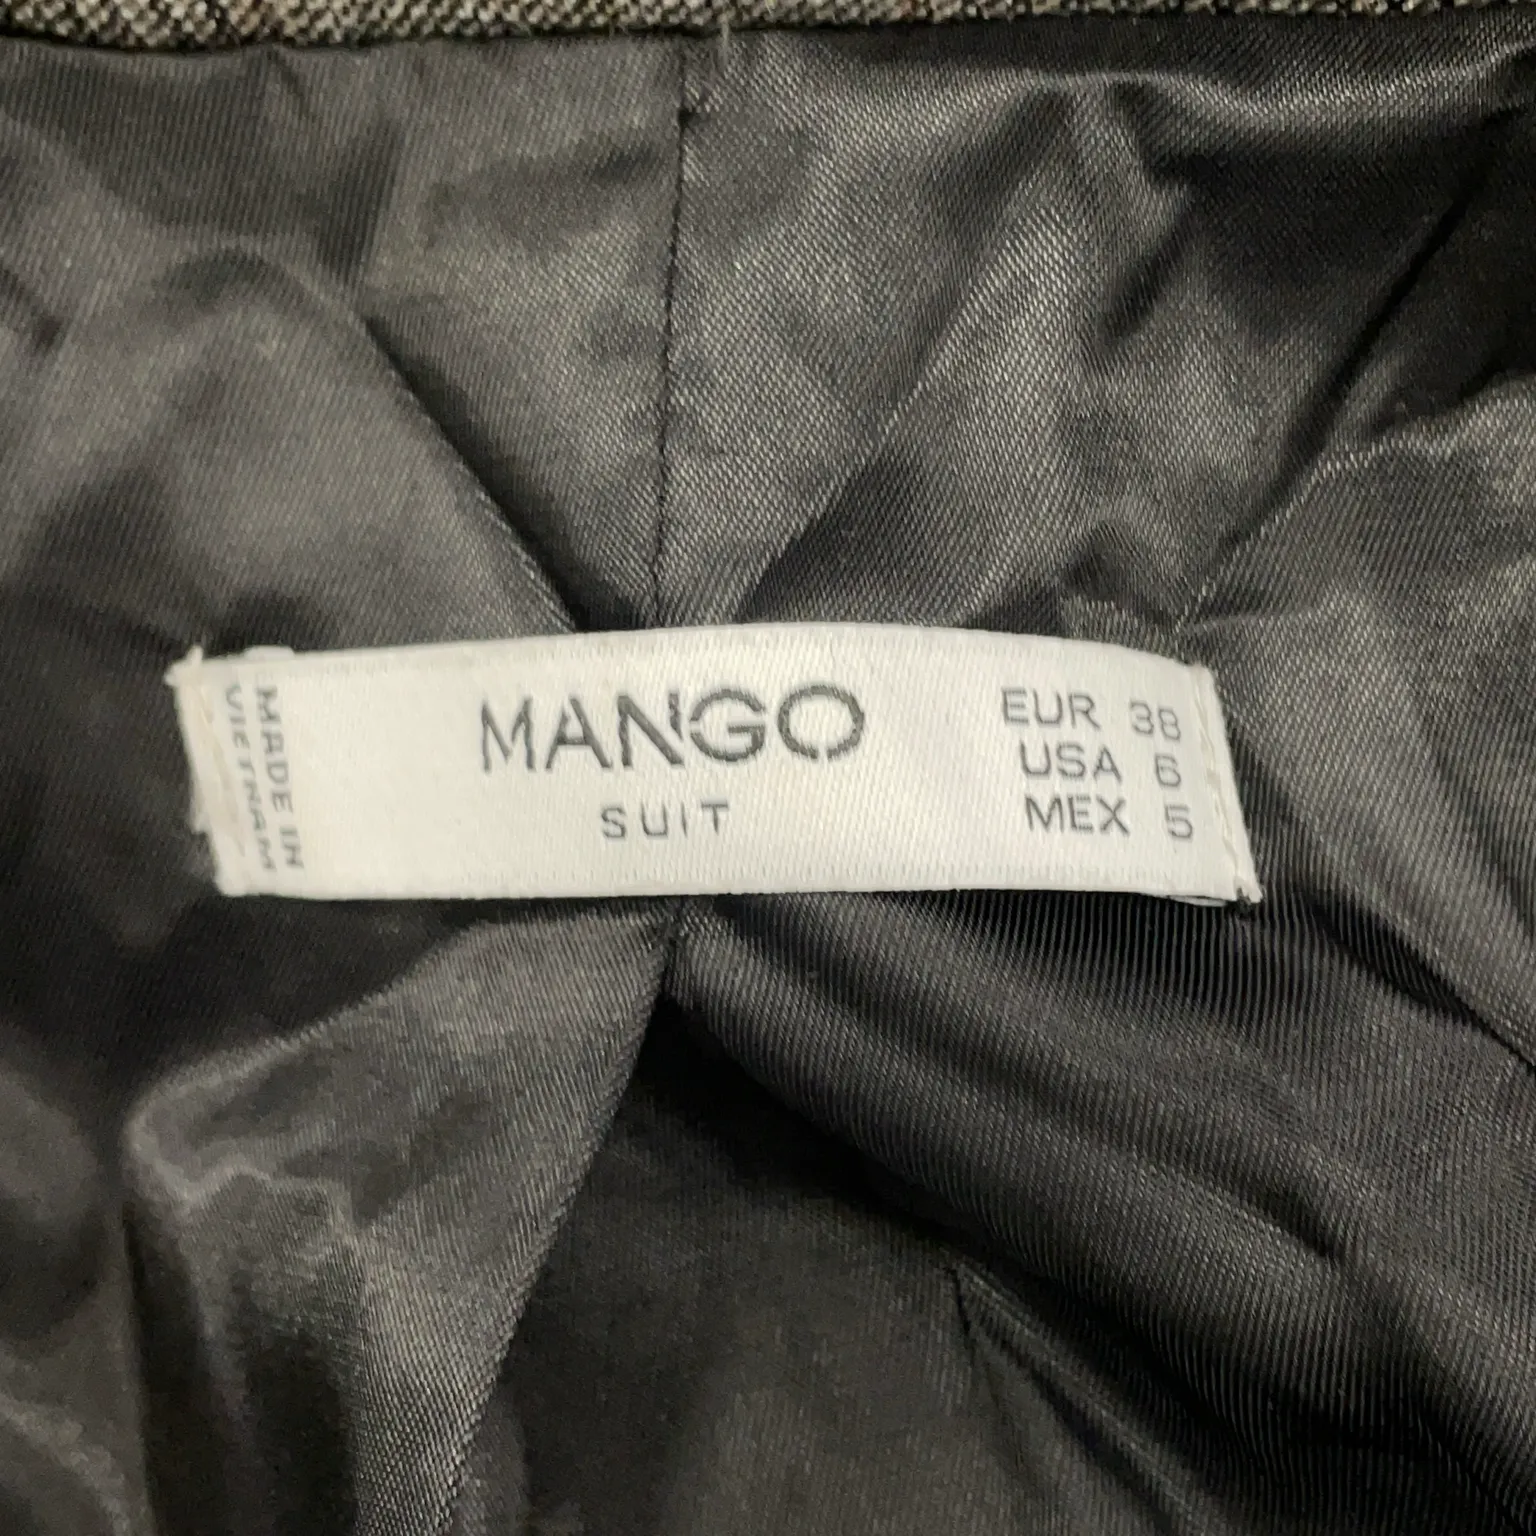 MADE IN
VIETNAM
MANGO
SUIT
EUR 38
USA 6
MEX 5